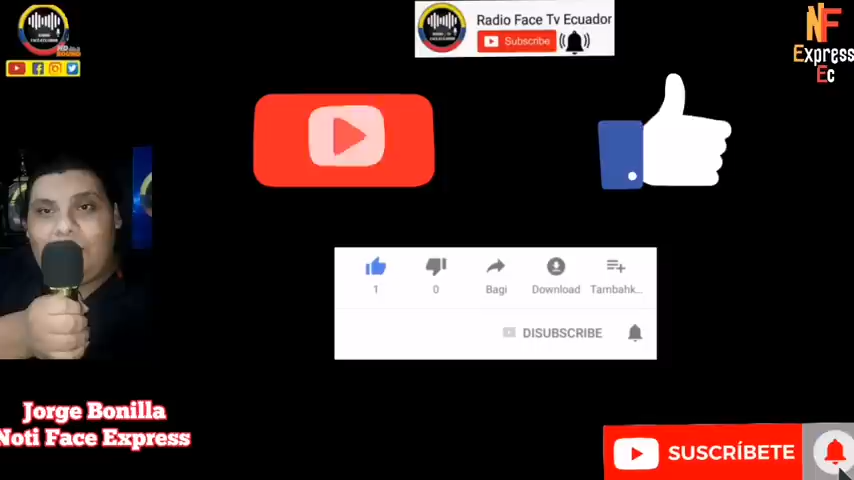 Radio Face Tv Ecuador
Subscribe
NF
Express
Ec
1
0
Bagi
Download
Tambahk...
DISUBSCRIBE
Jorge Bonilla
Noti Face Express
SUSCRÍBETE